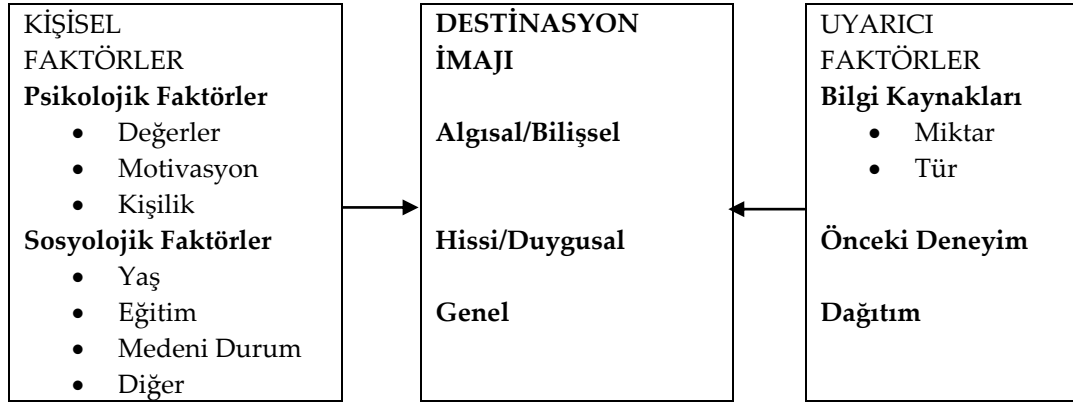 KİŞİSEL
FAKTÖRLER
Psikolojik Faktörler
• Değerler
• Motivasyon
• Kişilik
Sosyolojik Faktörler
• Yaş
• Eğitim
• Medeni Durum
• Diğer
DESTİNASYON
İMAJI
Algısal/Bilişsel
Hissi/Duygusal
Genel
UYARICI
FAKTÖRLER
Bilgi Kaynakları
• Miktar
• Tür
Önceki Deneyim
Dağıtım